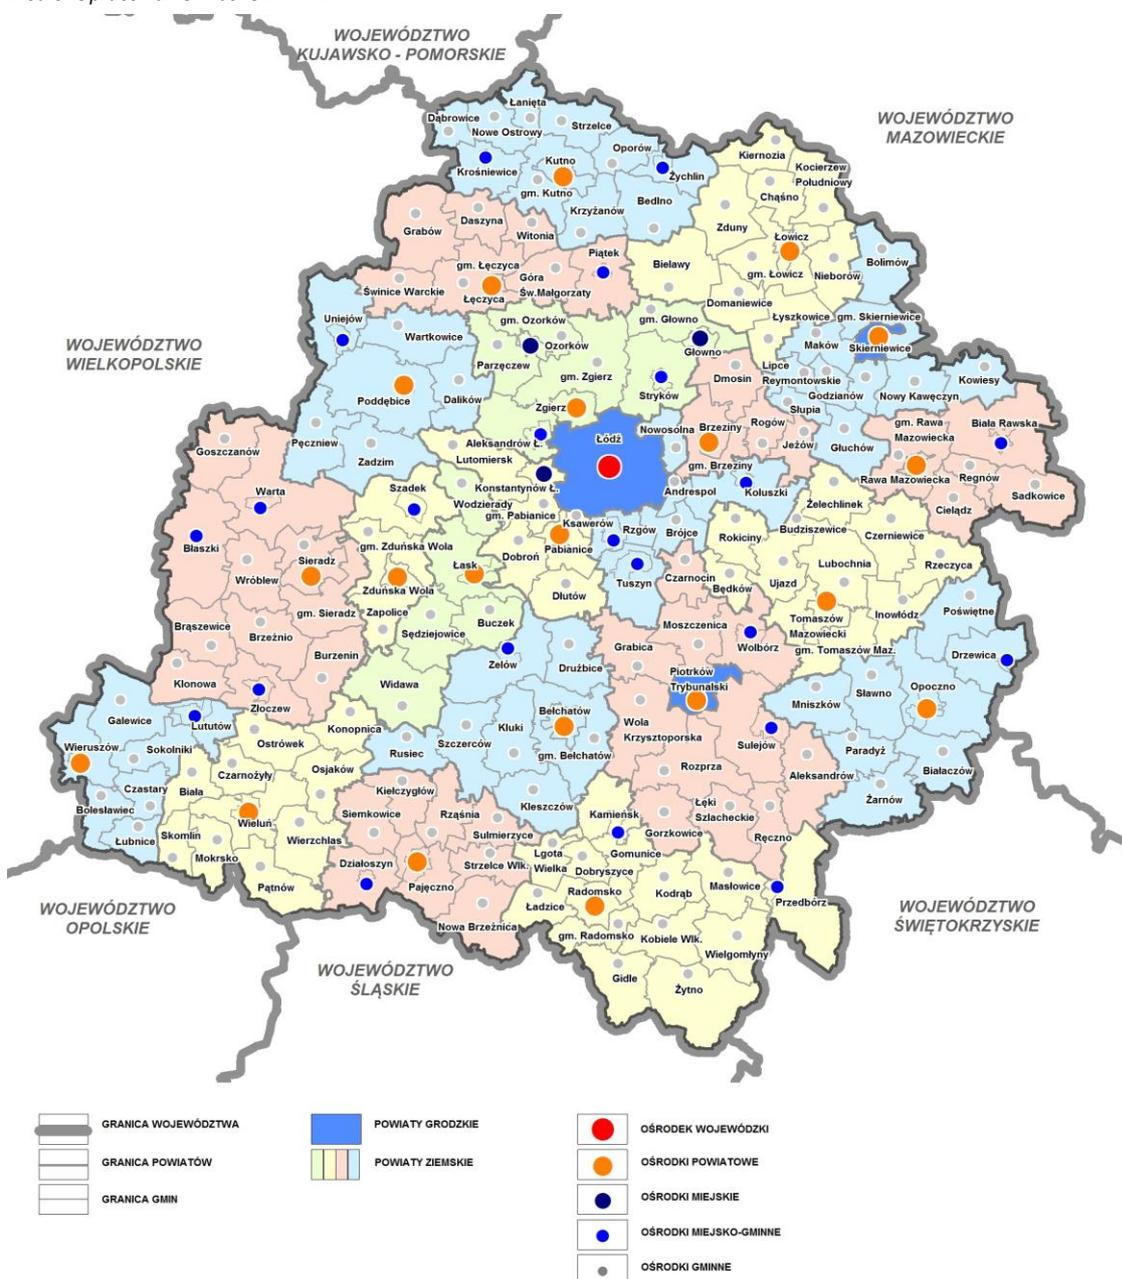 WOJEWÓDZTWO
KUJAWSKO - POMORSKIE
WOJEWÓDZTWO
MAZOWIECKIE
Łanięta
Dąbrowice
Nowe Ostrowy
Strzelce
Oporów
Kutno
Krośniewice
Żychlin
gm. Kutno
Bedlno
Krzyżanów
Kiernozia
Kocierzew
Południowy
Chąśno
Zduny
Łowicz
Bolimów
Grabów
Daszyna
Witonia
Piątek
Bielawy
gm. Łowicz
Nieborów
gm. Łęczyca
Góra
Św.Małgorzaty
Świnice Warckie
Łęczyca
Domaniewice
Łyszkowice
gm. Skierniewice
Skierniewice
Uniejów
Wartkowice
gm. Ozorków
Ozorków
gm. Głowno
Głowno
Maków
WOJEWÓDZTWO
WIELKOPOLSKIE
Parzęczew
gm. Zgierz
Dmosin
Lipce
Reymontowskie
Kowiesy
Poddębice
Dalików
Zgierz
Stryków
Godzianów
Nowy Kawęczyn
Słupia
Pęczniew
Zadzim
Aleksandrów Ł.
Łódź
Nowosolna
Brzeziny
Rogów
Jeżów
Głuchów
gm. Rawa
Mazowiecka
Biała Rawska
Goszczanów
Lutomiersk
gm. Brzeziny
Rawa Mazowiecka
Regnów
Sadkowice
Warta
Szadek
Konstantynów Ł.
Wodzierady
gm. Pabianice
Andrespol
Koluszki
Żelechlinek
Cielądz
Ksawerów
Rzgów
Brójce
Budziszewice
Czerniewice
Błaszki
gm. Zduńska Wola
Dobroń
Pabianice
Rokiciny
Sieradz
Wróblew
Łask
Zduńska Wola
Tuszyn
Czarnocin
Będków
Ujazd
Lubochnia
Rzeczyca
gm. Sieradz
Zapolice
Dłutów
Tomaszów
Mazowiecki
Inowłódz
Poświętne
Brąszewice
Brzeźnio
Sędziejowice
Buczek
Moszczenica
Wolbórz
gm. Tomaszów Maz.
Burzenin
Zelów
Drużbice
Grabica
Drzewica
Klonowa
Widawa
Piotrków
Trybunalski
Sławno
Opoczno
Złoczew
Mniszków
Galewice
Lututów
Konopnica
Kluki
Bełchatów
Wola
Krzysztoporska
Wieruszów
Sokolniki
Ostrówek
Rusiec
Szczerców
gm. Bełchatów
Sulejów
Paradyż
Czarnożyły
Osjaków
Rozprza
Aleksandrów
Białaczów
Czastary
Biała
Kiełczygłów
Żarnów
Bolesławiec
Siemkowice
Rząśnia
Kleszczów
Kamieńsk
Łęki
Szlacheckie
Wieluń
Sulmierzyce
Gorzkowice
Ręczno
Łubnice
Skomlin
Wierzchlas
Mokrsko
Działoszyn
Strzelce Wlk.
Lgota
Wielka
Gomunice
Dobryszyce
Pątnów
Pajęczno
Radomsko
Kodrąb
Masłowice
Przedbórz
Ładzice
Nowa Brzeźnica
gm. Radomsko
Kobiele Wlk.
Wielgomłyny
WOJEWÓDZTWO
OPOLSKIE
WOJEWÓDZTWO
ŚWIĘTOKRZYSKIE
WOJEWÓDZTWO
ŚLĄSKIE
Gidle
Żytno
GRANICA WOJEWÓDZTWA
GRANICA POWIATÓW
GRANICA GMIN
POWIATY GRODZKIE
POWIATY ZIEMSKIE
OŚRODEK WOJEWÓDZKI
OŚRODKI POWIATOWE
OŚRODKI MIEJSKIE
OŚRODKI MIEJSKO-GMINNE
OŚRODKI GMINNE